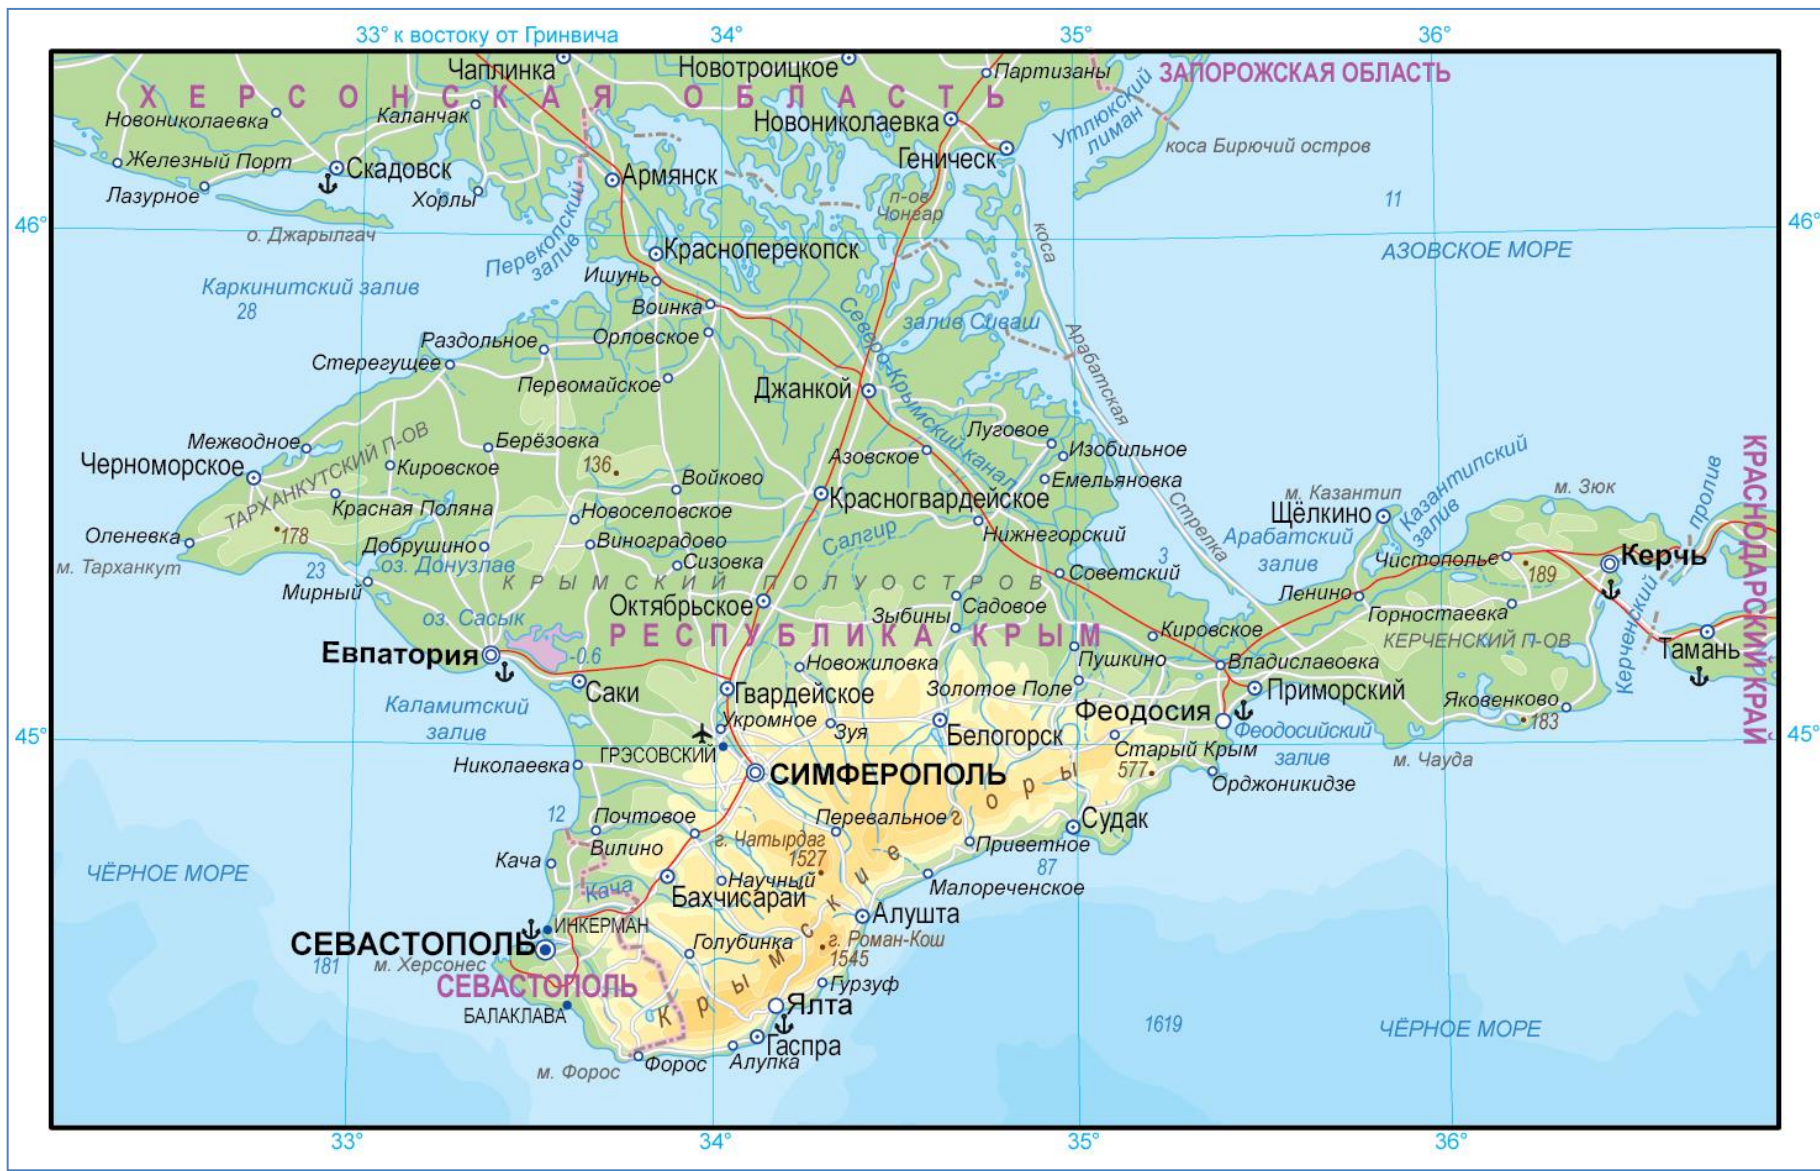 33° к востоку от Гринвича
34°
35°
36°
Чаплинка
Новотроицкое
Партизаны
ЗАПОРОЖСКАЯ ОБЛАСТЬ
ХЕРСОНСКАЯ ОБЛАСТЬ
Новониколаевка
Каланчак
Новониколаевка
Утлюкский
лиман
коса Бирючий остров
Железный Порт
Скадовск
Геническ
Лазурное
Хорлы
Армянск
п-ов
Чонгар
11
46°
46°
о. Джарылгач
Перекопский
залив
Красноперекопск
коса
АЗОВСКОЕ МОРЕ
Каркинитский залив
28
Ишунь
Воинка
залив Сиваш
Раздольное
Орловское
Северо-Крымский канал
Арабатская
Стрелка
Стерегущее
Первомайское
Джанкой
Межводное
Берёзовка
Луговое
Изобильное
Черноморское
ТАРХАНКУТСКИЙ П-ОВ
Кировское
136
Войково
Азовское
Емельяновка
Красногвардейское
м. Казантип
Казантипский
залив
м. Зюк
пролив
КРАСНОДАРСКИЙ КРАЙ
Красная Поляна
Новоселовское
Щёлкино
Оленевка
178
Добрушино
Виноградово
Салгир
Нижнегорский
Арабатский
залив
3
Чистополье
Керчь
м. Тарханкут
23
оз. Донузлав
Сизовка
189
Мирный
КРЫМСКИЙ ПОЛУОСТРОВ
Советский
Ленино
Горностаевка
Керченский
оз. Сасык
Октябрьское
Зыбины
Садовое
РЕСПУБЛИКА КРЫМ
Кировское
КЕРЧЕНСКИЙ П-ОВ
Тамань
Евпатория
-0.6
Новожиловка
Пушкино
Владиславовка
Саки
Гвардейское
Золотое Поле
Приморский
Яковенково
Каламитский
залив
Укромное
Зуя
Феодосия
183
45°
45°
ГРЭСОВСКИЙ
Белогорск
Старый Крым
Феодосийский
залив
м. Чауда
Николаевка
СИМФЕРОПОЛЬ
577
Орджоникидзе
12
Почтовое
Перевальное
Крымские горы
Судак
Вилино
г. Чатырдаг
1527
Приветное
87
ЧЁРНОЕ МОРЕ
Кача
Кача
Научный
Малореченское
Бахчисарай
Алушта
ИНКЕРМАН
СЕВАСТОПОЛЬ
Голубинка
г. Роман-Кош
1545
181
м. Херсонес
СЕВАСТОПОЛЬ
Гурзуф
БАЛАКЛАВА
Ялта
1619
ЧЁРНОЕ МОРЕ
Гаспра
Алупка
Форос
м. Форос
33°
34°
35°
36°